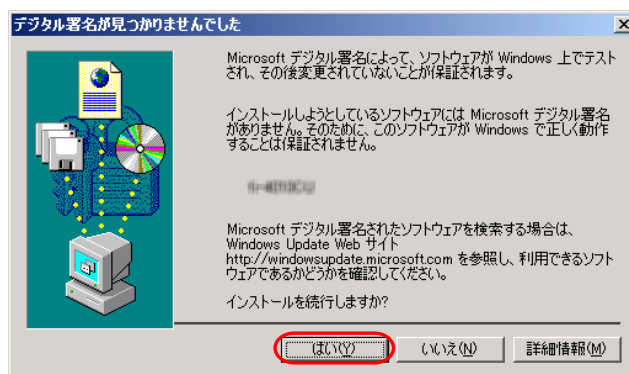 デジタル署名が見つかりませんでした
Microsoft デジタル署名によって、ソフトウェアが Windows 上でテスト
され、その後変更されていないことが保証されます。
インストールしようとしているソフトウェアには Microsoft デジタル署名
がありません。そのために、このソフトウェアが Windows で正しく動作
することは保証されません。
Microsoft デジタル署名されたソフトウェアを検索する場合は、
Windows Update Web サイト
http://windowsupdate.microsoft.com を参照し、利用できるソフト
ウェアであるかどうかを確認してください。
インストールを続行しますか?
はい(Y) いいえ(N) 詳細情報(M)